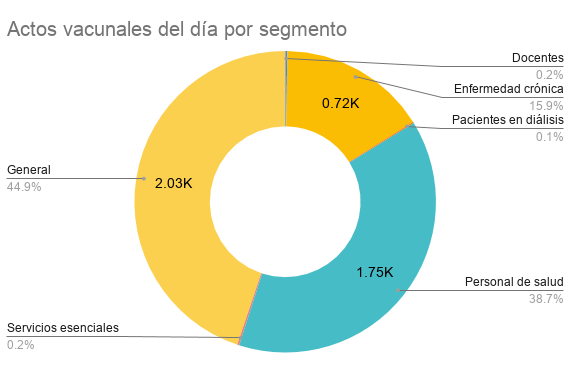 Actos vacunales del día por segmento
Docentes
0.2%
Enfermedad crónica
15.9%
Pacientes en diálisis
0.1%
0.72K
General
44.9%
2.03K
1.75K
Personal de salud
38.7%
Servicios esenciales
0.2%